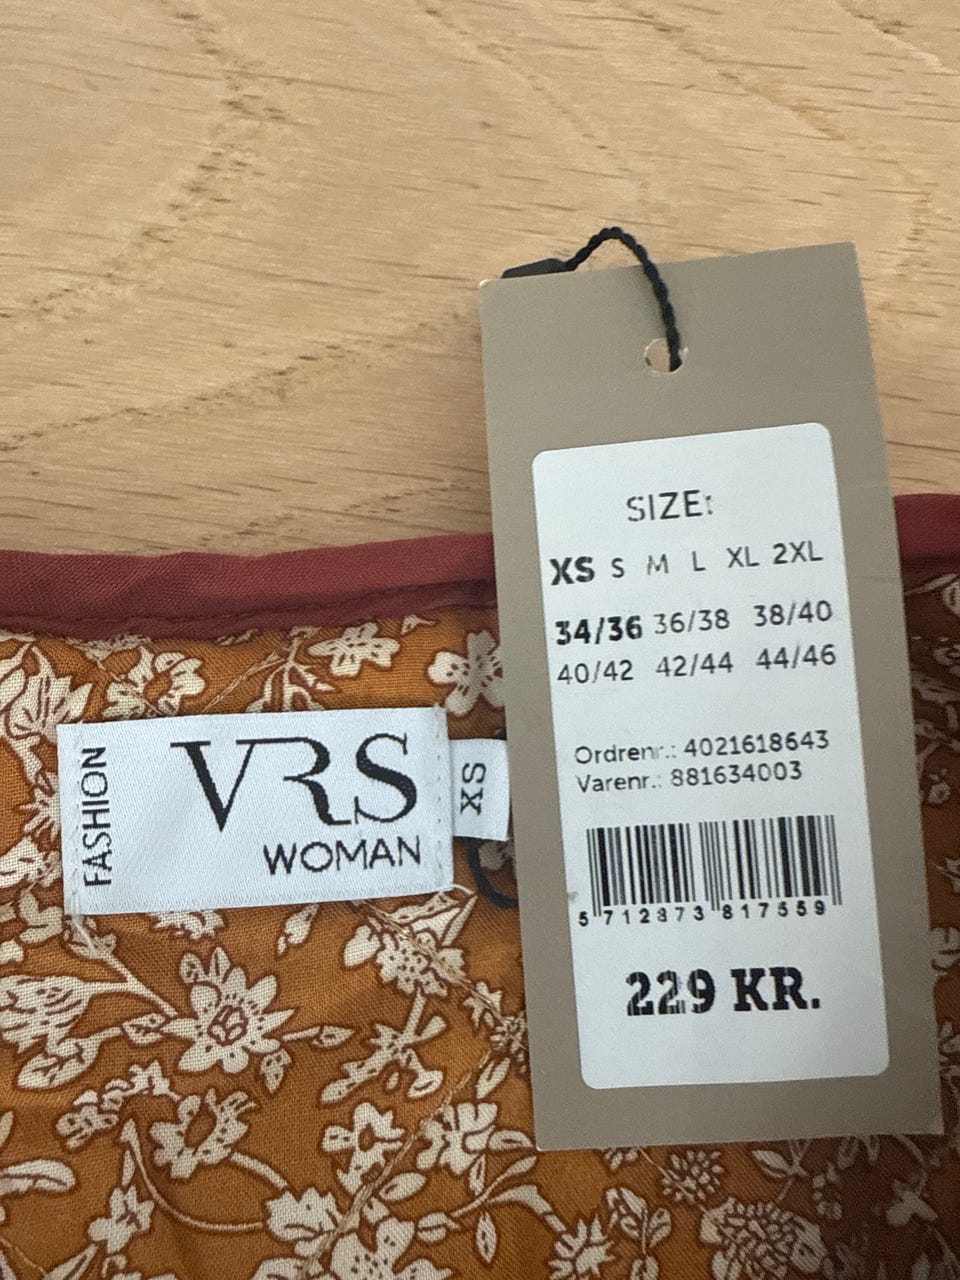 SIZE:
XS S M L XL 2XL
34/36 36/38 38/40
40/42 42/44 44/46
Ordrenr.: 4021618643
Varenr.: 881634003
5 712873 817559
229 KR.
FASHION
VRS
WOMAN
XS